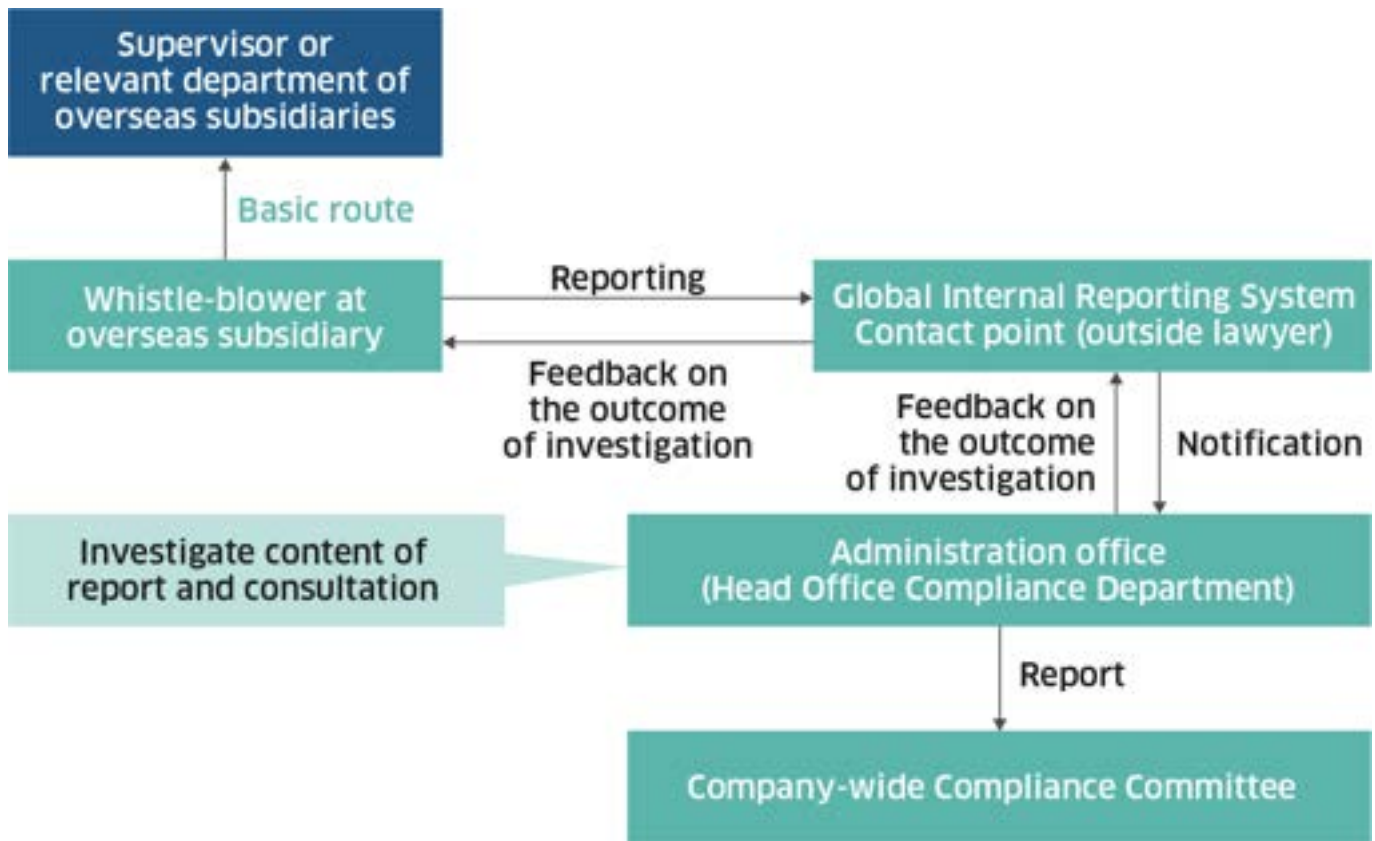 Supervisor or
relevant department of
overseas subsidiaries
Basic route
Whistle-blower at
overseas subsidiary
Reporting
Global Internal Reporting System
Contact point (outside lawyer)
Feedback on
the outcome
of investigation
Feedback on
the outcome
of investigation
Notification
Investigate content of
report and consultation
Administration office
(Head Office Compliance Department)
Report
Company-wide Compliance Committee